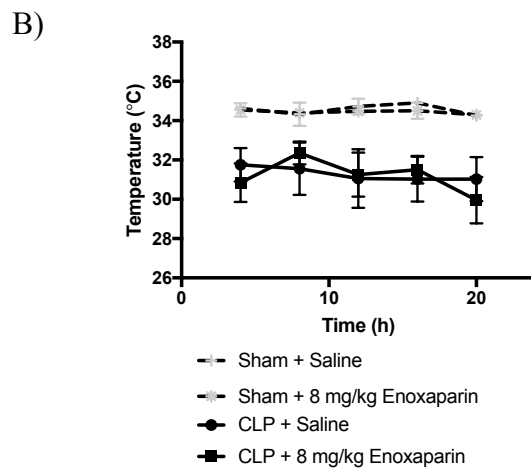 B)
38
36
34
32
30
28
26
Temperature (°C)
0 10 20
Time (h)
Sham + Saline
Sham + 8 mg/kg Enoxaparin
CLP + Saline
CLP + 8 mg/kg Enoxaparin